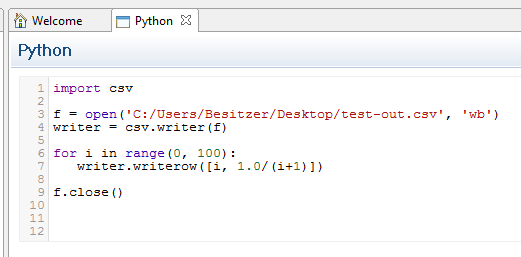 Welcome
Python
Python
1 import csv
2
3 f = open('C:/Users/Besitzer/Desktop/test-out.csv', 'wb')
4 writer = csv.writer(f)
5
6 for i in range(0, 100):
7    writer.writerow([i, 1.0/(i+1)])
8
9 f.close()
10
11
12